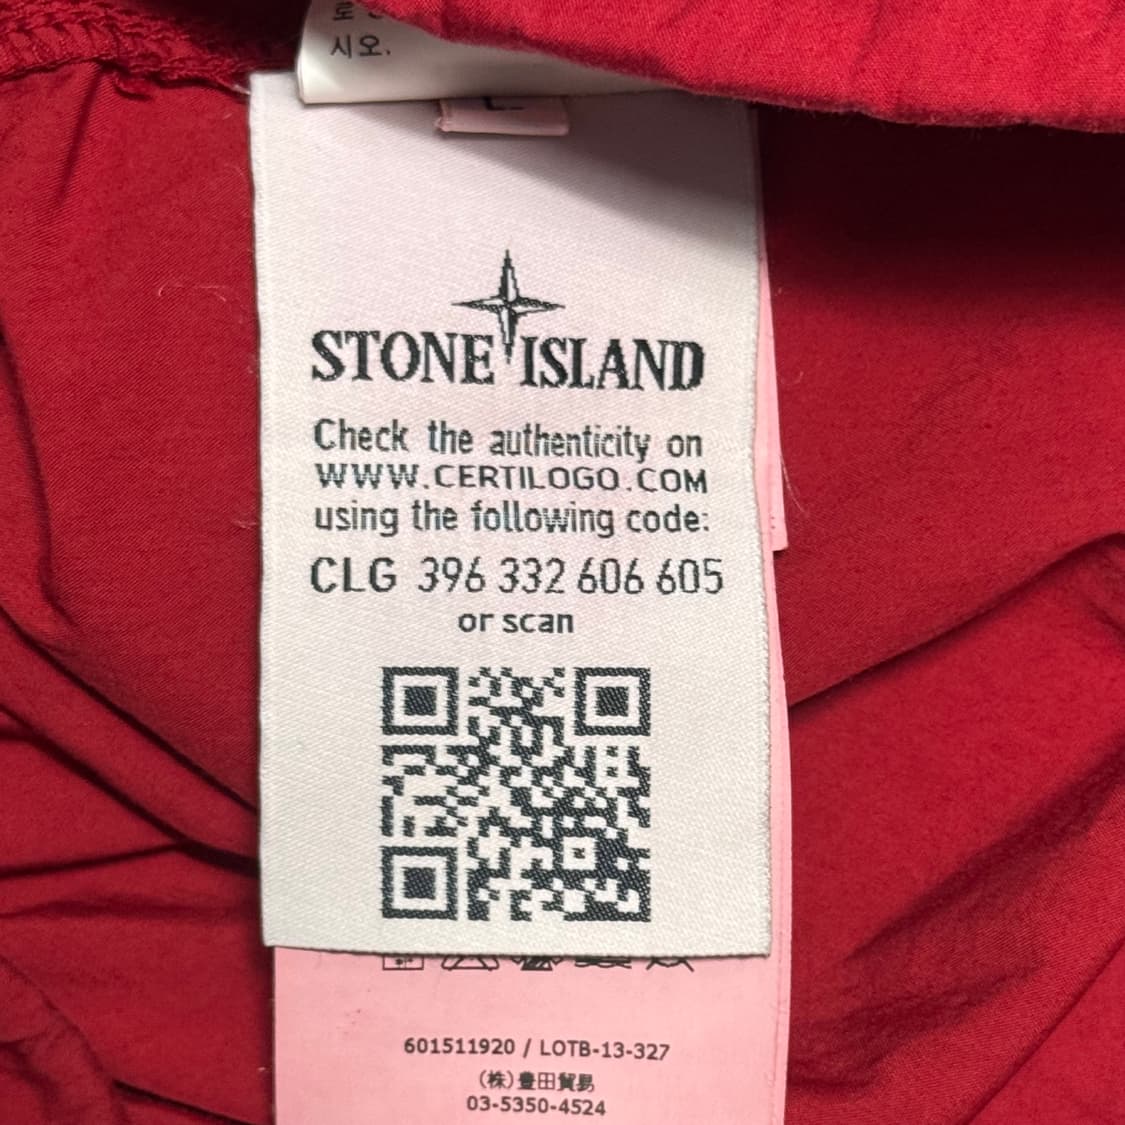 시오.
L
STONE ISLAND
Check the authenticity on
WWW.CERTILOGO.COM
using the following code:
CLG 396 332 606 605
or scan
601511920 / LOTB-13-327
(株)豊田貿易
03-5350-4524